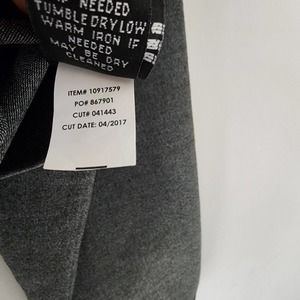 IF NEEDED
TUMBLE DRY LOW
WARM IRON IF
NEEDED
MAY BE DRY
CLEANED
ITEM# 10917579
PO# 867901
CUT# 041443
CUT DATE: 04/2017